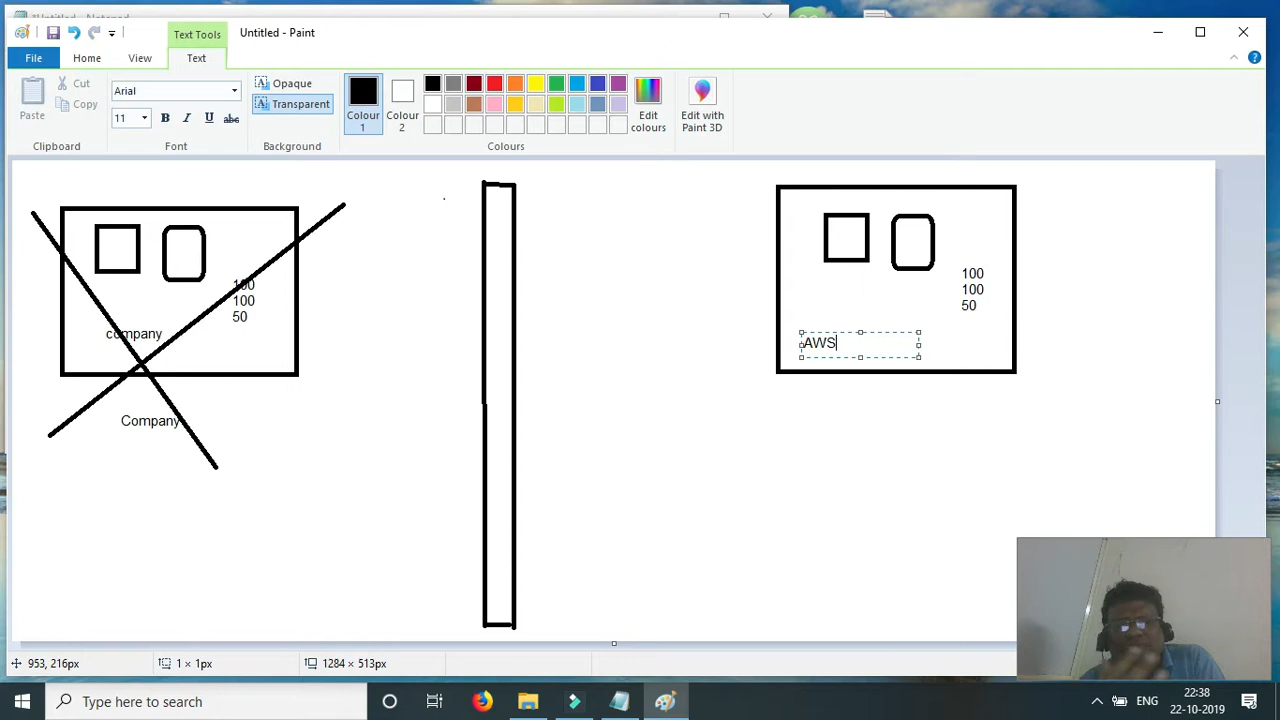 *Untitled - Notepad
Text Tools
Untitled - Paint
File
Home
View
Text
Paste
Cut
Copy
Clipboard
Arial
11
B I U abc
Font
Opaque
Transparent
Background
Colour 1
Colour 2
Edit colours
Colours
Edit with Paint 3D
100
100
50
company
Company
100
100
50
AWS
953, 216px
1 × 1px
1284 × 513px
Type here to search
ENG
22:38
22-10-2019